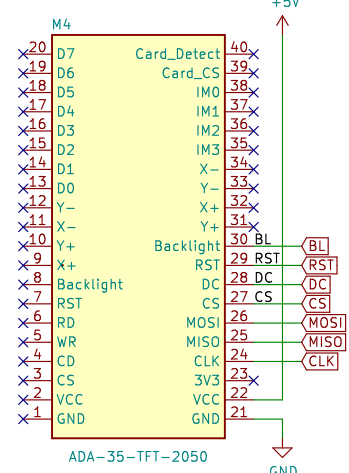 +5V
M4
20 D7 Card_Detect 40
19 D6 Card_CS 39
18 D5 IM0 38
17 D4 IM1 37
16 D3 IM2 36
15 D2 IM3 35
14 D1 X- 34
13 D0 Y- 33
12 Y- X+ 32
11 X- Y+ 31
10 Y+ Backlight 30 BL BL
9 X+ RST 29 RST RST
8 Backlight DC 28 DC DC
7 RST CS 27 CS CS
6 RD MOSI 26 MOSI
5 WR MISO 25 MISO
4 CD CLK 24 CLK
3 CS 3V3 23
2 VCC VCC 22
1 GND GND 21
ADA-35-TFT-2050
GND